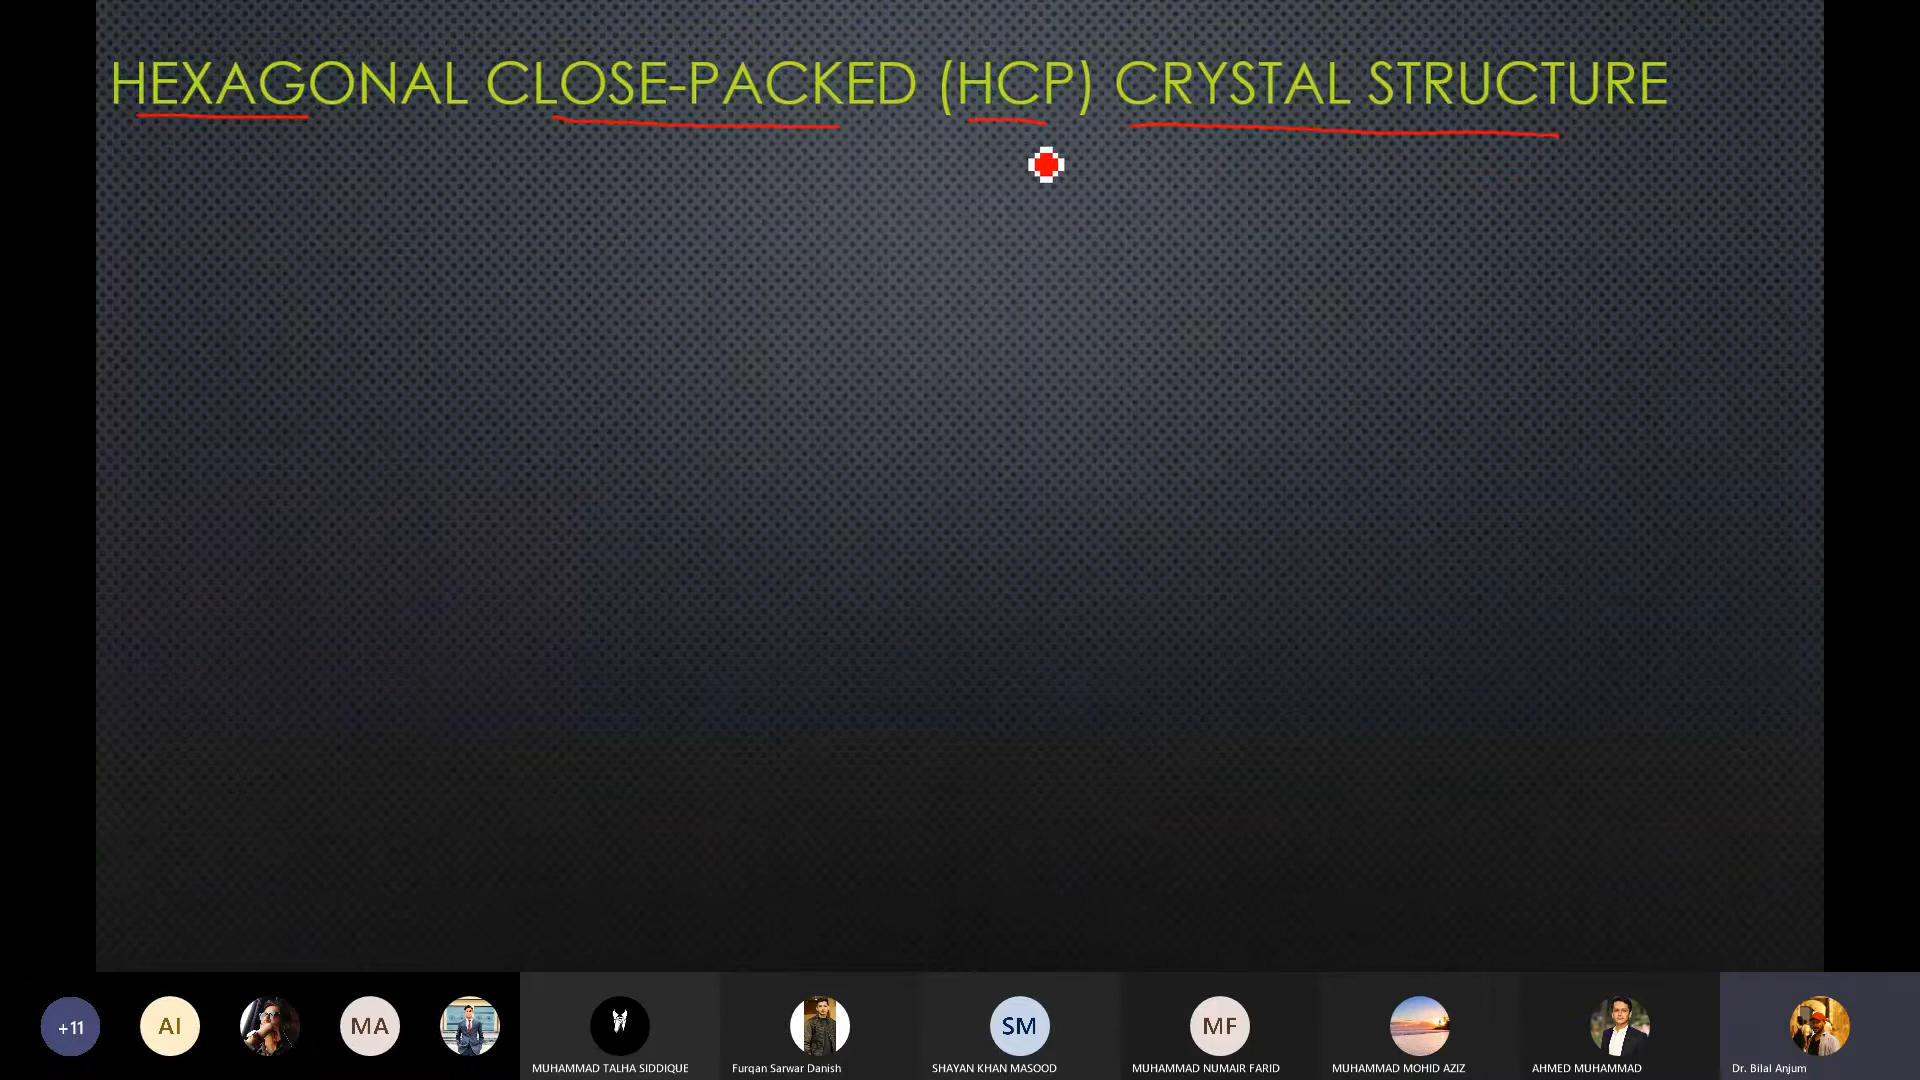 HEXAGONAL CLOSE-PACKED (HCP) CRYSTAL STRUCTURE
+11
AI
MA
SM
MF
MUHAMMAD TALHA SIDDIQUE
Furqan Sarwar Danish
SHAYAN KHAN MASOOD
MUHAMMAD NUMAIR FARID
MUHAMMAD MOHID AZIZ
AHMED MUHAMMAD
Dr. Bilal Anjum